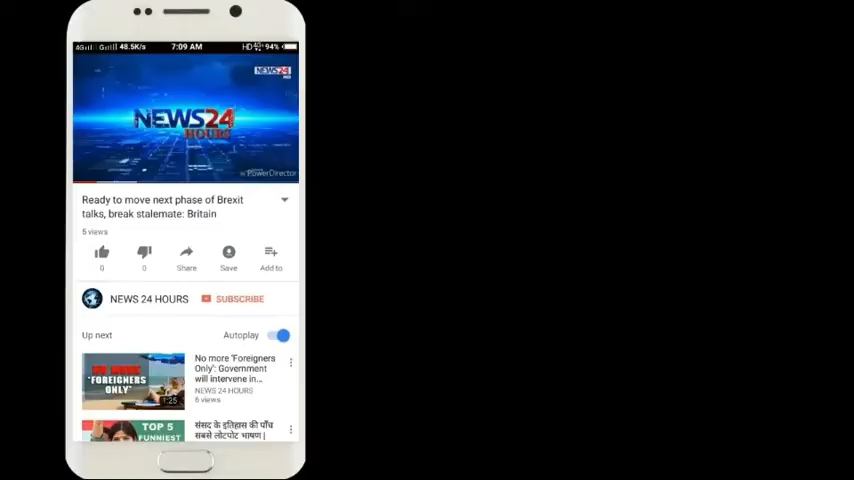 4G G 48.5K/s 7:09 AM HD 4G 94%
NEWS24
NEWS24
HOURS
PowerDirector
Ready to move next phase of Brexit
talks, break stalemate: Britain
5 views
0 0 Share Save Add to
NEWS 24 HOURS SUBSCRIBE
Up next Autoplay
NO MORE
'FOREIGNERS
ONLY'
1:25
No more 'Foreigners
Only': Government
will intervene in...
NEWS 24 HOURS
6 views
TOP 5
FUNNIEST
संसद के इतिहास की पाँच
सबसे लोटपोट भाषण |